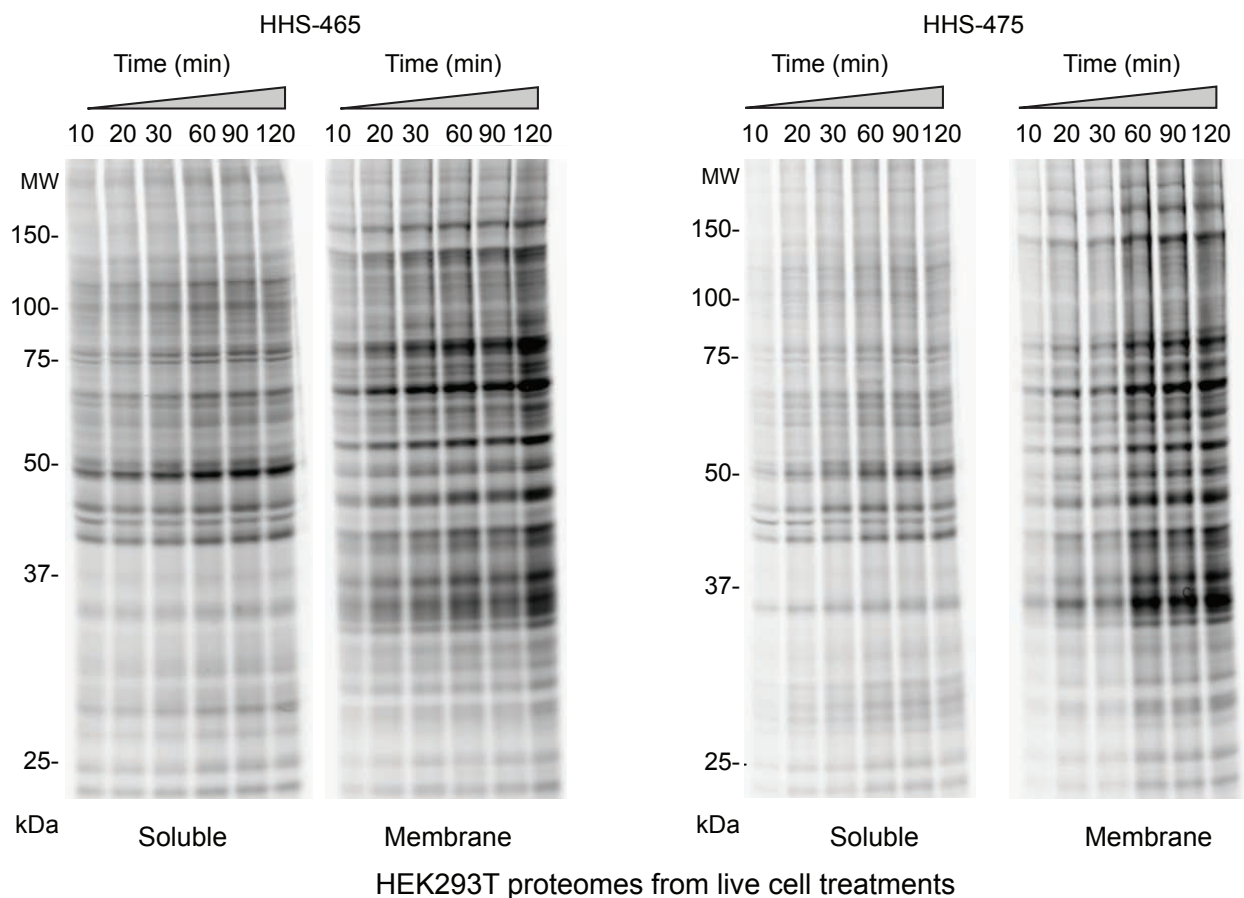 HHS-465 HHS-475
Time (min) Time (min) Time (min) Time (min)
10 20 30 60 90 120 10 20 30 60 90 120 10 20 30 60 90 120 10 20 30 60 90 120
MW MW
150- 150-
100- 100-
75- 75-
50- 50-
37- 37-
25- 25-
kDa Soluble Membrane kDa Soluble Membrane
HEK293T proteomes from live cell treatments